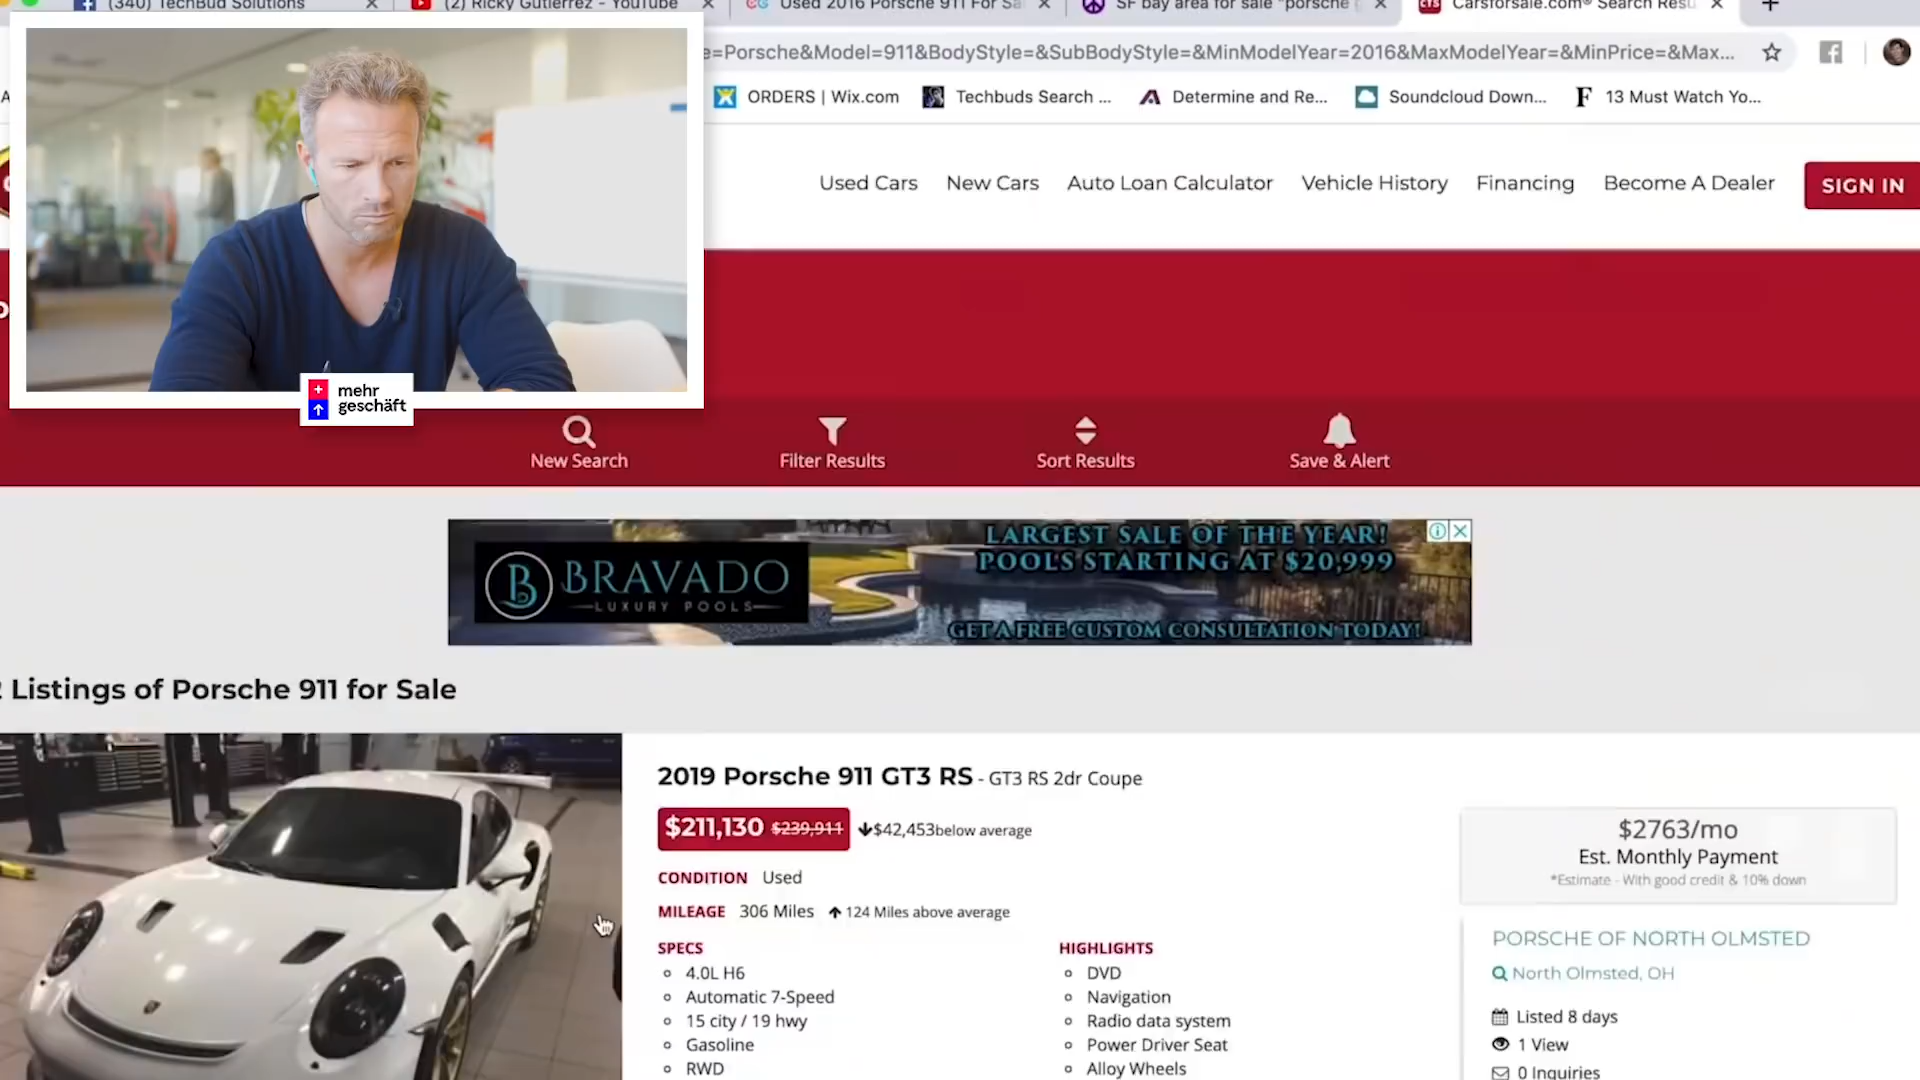 (340) TechBud Solutions
(2) Ricky Gutierrez - YouTube
Used 2016 Porsche 911 For Sa
SF bay area for sale "porsche
Carsforsale.com® Search Resu
=Porsche&Model=911&BodyStyle=&SubBodyStyle=&MinModelYear=2016&MaxModelYear=&MinPrice=&Max...
ORDERS | Wix.com
Techbuds Search ...
Determine and Re...
Soundcloud Down...
13 Must Watch Yo...
Used Cars
New Cars
Auto Loan Calculator
Vehicle History
Financing
Become A Dealer
SIGN IN
mehr
geschäft
New Search
Filter Results
Sort Results
Save & Alert
BRAVADO
LUXURY POOLS
LARGEST SALE OF THE YEAR!
POOLS STARTING AT $20,999
GET A FREE CUSTOM CONSULTATION TODAY!
Listings of Porsche 911 for Sale
2019 Porsche 911 GT3 RS - GT3 RS 2dr Coupe
$211,130 $239,911 $42,453below average
CONDITION Used
MILEAGE 306 Miles 124 Miles above average
SPECS
4.0L H6
Automatic 7-Speed
15 city / 19 hwy
Gasoline
RWD
HIGHLIGHTS
DVD
Navigation
Radio data system
Power Driver Seat
Alloy Wheels
$2763/mo
Est. Monthly Payment
*Estimate - With good credit & 10% down
PORSCHE OF NORTH OLMSTED
North Olmsted, OH
Listed 8 days
1 View
0 Inquiries